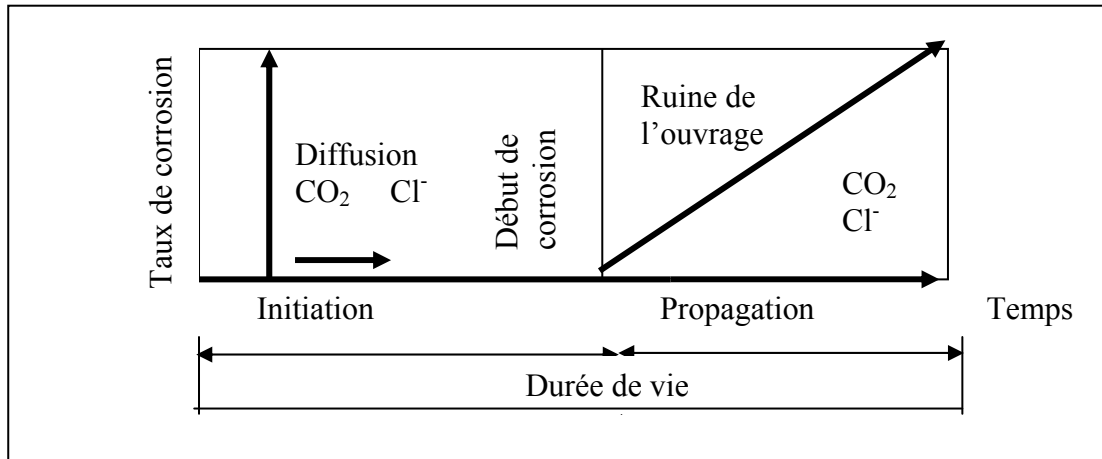 Taux de corrosion
Diffusion
CO₂ Cl⁻
Début de
corrosion
Ruine de
l’ouvrage
CO₂
Cl⁻
Initiation
Propagation
Temps
Durée de vie